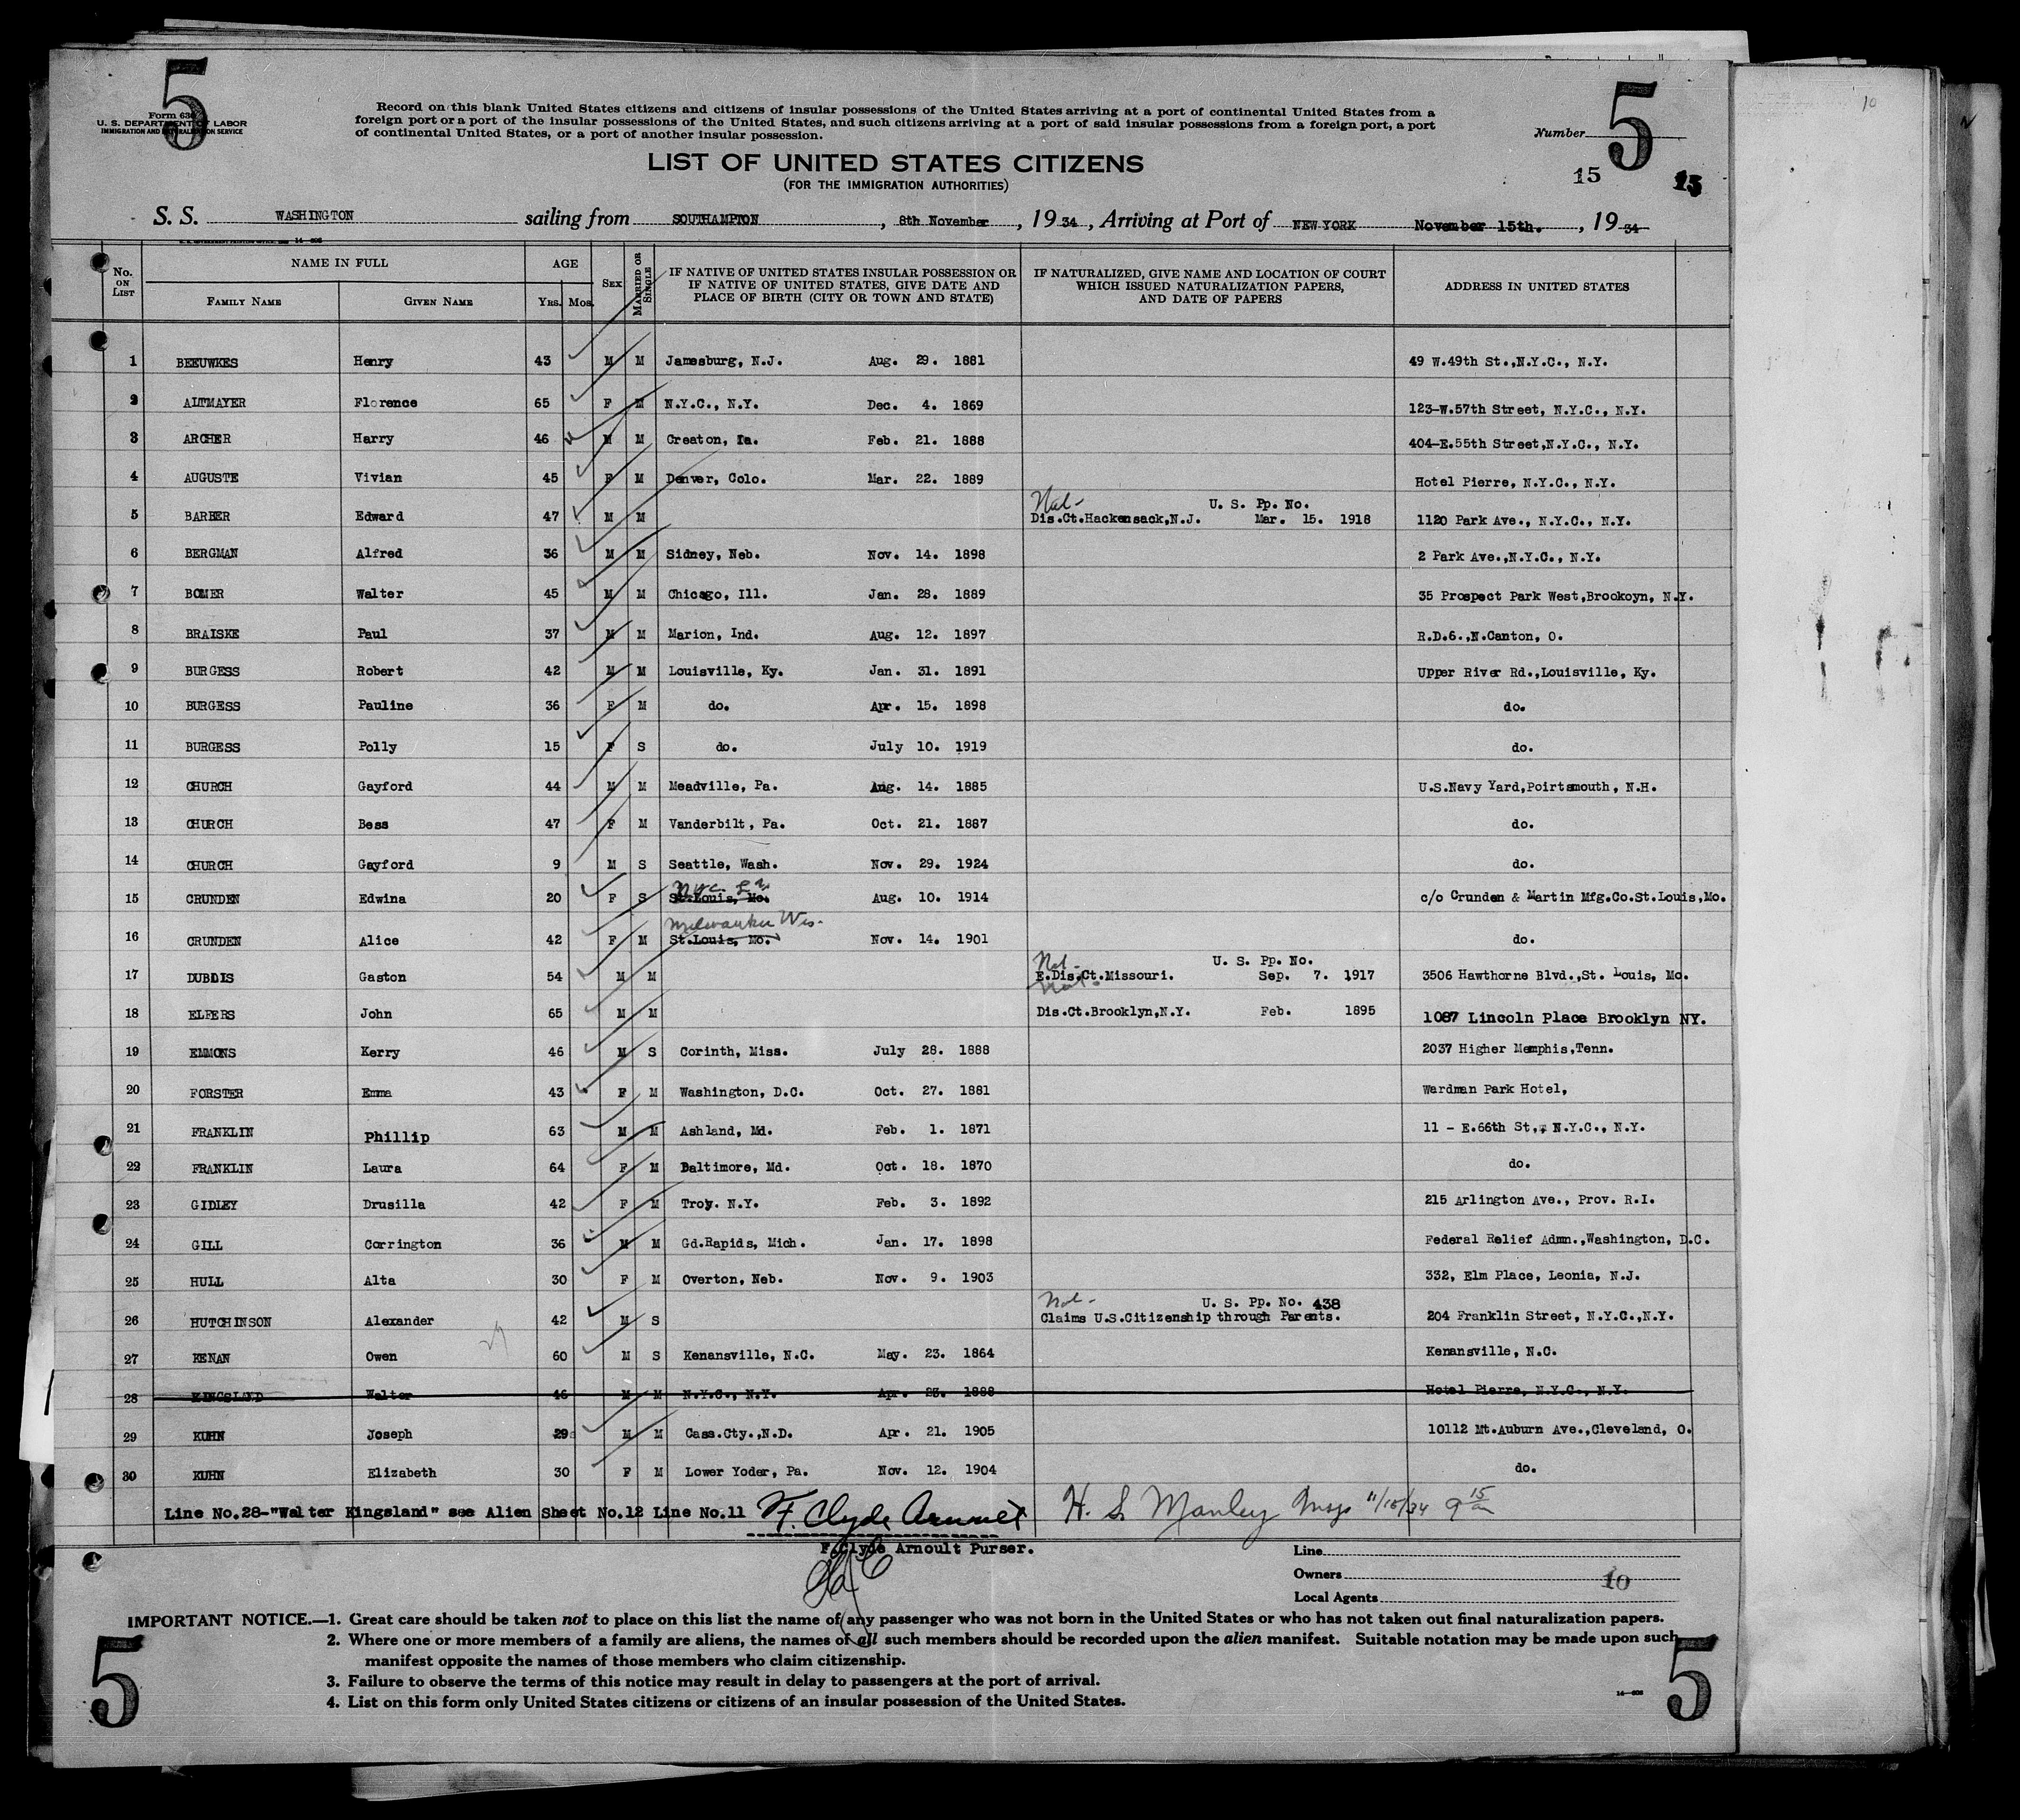 5
5
Form 630
U. S. DEPARTMENT OF LABOR
IMMIGRATION AND NATURALIZATION SERVICE
Record on this blank United States citizens and citizens of insular possessions of the United States arriving at a port of continental United States from a
foreign port or a port of the insular possessions of the United States, and such citizens arriving at a port of said insular possessions from a foreign port, a port
of continental United States, or a port of another insular possession.
Number
LIST OF UNITED STATES CITIZENS
(FOR THE IMMIGRATION AUTHORITIES)
15
S. S. WASHINGTON sailing from SOUTHAMPTON, 8th November, 1934, Arriving at Port of NEW YORK November 15th., 1934
No. ON LIST NAME IN FULL AGE SEX MARRIED OR SINGLE IF NATIVE OF UNITED STATES INSULAR POSSESSION OR IF NATIVE OF UNITED STATES, GIVE DATE AND PLACE OF BIRTH (CITY OR TOWN AND STATE) IF NATURALIZED, GIVE NAME AND LOCATION OF COURT WHICH ISSUED NATURALIZATION PAPERS, AND DATE OF PAPERS ADDRESS IN UNITED STATES
FAMILY NAME GIVEN NAME YRS. MOS.
1 BEEUWKES Henry 43 M M Jamesburg, N.J. Aug. 29. 1881 49 W.49th St.,N.Y.C., N.Y.
2 ALTMAYER Florence 65 F M N.Y.C., N.Y. Dec. 4. 1869 123-W.57th Street, N.Y.C., N.Y.
3 ARCHER Harry 46 M M Creaton, Ia. Feb. 21. 1888 404-E.55th Street,N.Y.C., N.Y.
4 AUGUSTE Vivian 45 F M Denver, Colo. Mar. 22. 1889 Hotel Pierre, N.Y.C., N.Y.
Nat- U. S. Pp. No.
5 BARBER Edward 47 M M Dis.Ct.Hackensack,N.J. Mar. 15. 1918 1120 Park Ave., N.Y.C., N.Y.
6 BERGMAN Alfred 36 M M Sidney, Neb. Nov. 14. 1898 2 Park Ave.,N.Y.C., N.Y.
7 BOMER Walter 45 M M Chicago, Ill. Jan. 28. 1889 35 Prospect Park West,Brookoyn, N.Y.
8 BRAISKE Paul 37 M M Marion, Ind. Aug. 12. 1897 R.D.6.,N.Canton, O.
9 BURGESS Robert 42 M M Louisville, Ky. Jan. 31. 1891 Upper River Rd.,Louisville, Ky.
10 BURGESS Pauline 36 F M do. Apr. 15. 1898 do.
11 BURGESS Polly 15 F S do. July 10. 1919 do.
12 CHURCH Gayford 44 M M Meadville, Pa. Aug. 14. 1885 U.S.Navy Yard,Poirtsmouth, N.H.
13 CHURCH Bess 47 F M Vanderbilt, Pa. Oct. 21. 1887 do.
14 CHURCH Gayford 9 M S Seattle, Wash. Nov. 29. 1924 do.
15 CRUNDEN Edwina 20 F S St.Louis, Mo. Aug. 10. 1914 c/o Crunden & Martin Mfg.Co.St.Louis,Mo.
Milwaukee Wis.
16 CRUNDEN Alice 42 F M St.Louis, Mo. Nov. 14. 1901 do.
Nat- U. S. Pp. No.
17 DUBOIS Gaston 54 M M E.Dis.Ct.Missouri. Sep. 7. 1917 3506 Hawthorne Blvd.,St. Louis, Mo.
Nat-
18 ELFERS John 65 M M Dis.Ct.Brooklyn,N.Y. Feb. 1895 1087 Lincoln Place Brooklyn NY.
19 EMMONS Kerry 46 M S Corinth, Miss. July 28. 1888 2037 Higher Memphis,Tenn.
20 FORSTER Emma 43 F M Washington, D.C. Oct. 27. 1881 Wardman Park Hotel,
21 FRANKLIN Phillip 63 M M Ashland, Md. Feb. 1. 1871 11 - E.66th St., N.Y.C., N.Y.
22 FRANKLIN Laura 64 F M Baltimore, Md. Oct. 18. 1870 do.
23 GIDLEY Drusilla 42 F M Troy. N.Y. Feb. 3. 1892 215 Arlington Ave., Prov. R.I.
24 GILL Corrington 36 M M Gd.Rapids, Mich. Jan. 17. 1898 Federal Relief Admn.,Washington, D.C.
25 HULL Alta 30 F M Overton, Neb. Nov. 9. 1903 332, Elm Place, Leonia, N.J.
Nat- U. S. Pp. No. 438
26 HUTCHINSON Alexander 42 M S Claims U.S.Citizenship through Parents. 204 Franklin Street, N.Y.C.,N.Y.
27 KENAN Owen 60 M S Kenansville, N.C. May. 23. 1864 Kenansville, N.C.
28 KINGSLAND Walter 46 M M N.Y.C., N.Y. Apr. 23. 1888 Hotel Pierre, N.Y.C., N.Y.
29 KUHN Joseph 29 M M Cass.Cty.,N.D. Apr. 21. 1905 10112 Mt.Auburn Ave.,Cleveland, O.
30 KUHN Elizabeth 30 F M Lower Yoder, Pa. Nov. 12. 1904 do.
Line No.28-"Walter Kingsland" see Alien Sheet No.12 Line No.11 F. Clyde Arnoult H. S. Manley Insp 11/15/34 9 15 am
F.Clyde Arnoult Purser.
Line
Owners 10
Local Agents
IMPORTANT NOTICE.—1. Great care should be taken not to place on this list the name of any passenger who was not born in the United States or who has not taken out final naturalization papers.
2. Where one or more members of a family are aliens, the names of all such members should be recorded upon the alien manifest. Suitable notation may be made upon such
manifest opposite the names of those members who claim citizenship.
3. Failure to observe the terms of this notice may result in delay to passengers at the port of arrival.
4. List on this form only United States citizens or citizens of an insular possession of the United States.
5
5